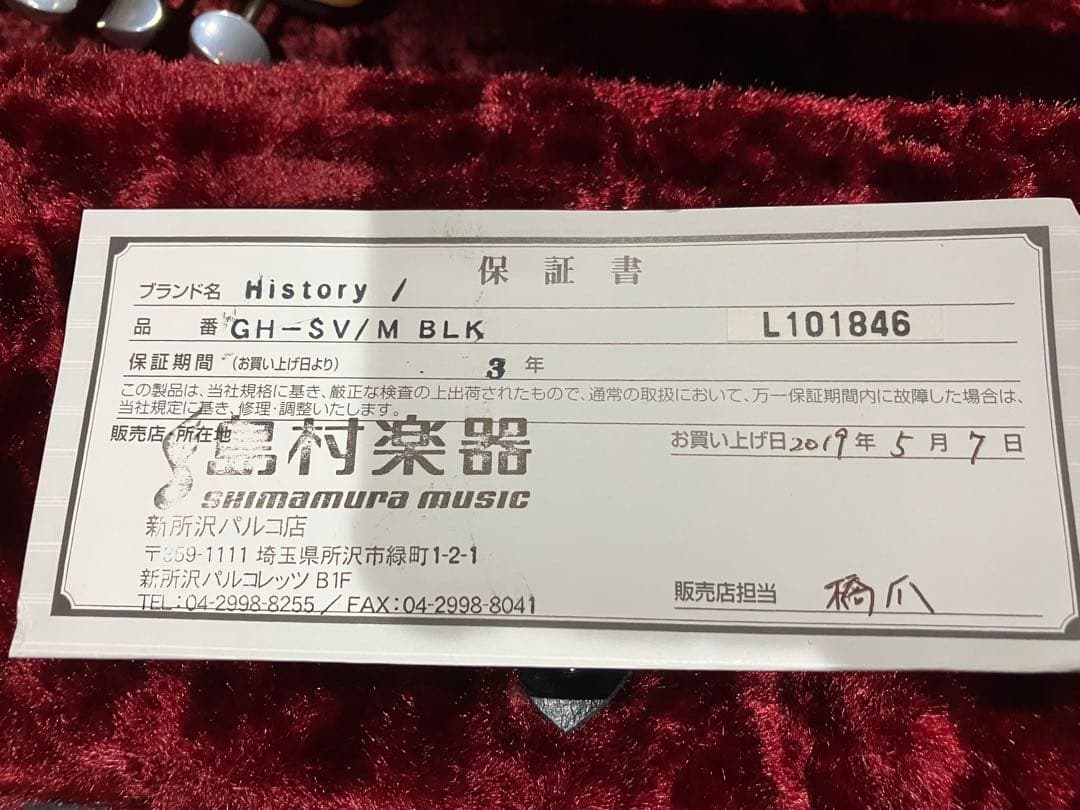 保証書
ブランド名 History /
品番 GH-SV/M BLK L101846
保証期間 (お買い上げ日より) 3 年
この製品は、当社規格に基き、厳正な検査の上出荷されたもので、通常の取扱において、万一保証期間内に故障した場合は、
当社規定に基き、修理・調整いたします。
販売店 所在地
お買い上げ日 2019 年 5 月 7 日
島村楽器
SHIMAMURA MUSIC
新所沢パルコ店
〒359-1111 埼玉県所沢市緑町1-2-1
新所沢パルコレッツ B1F
TEL:04-2998-8255 / FAX:04-2998-8041
販売店担当 橋爪